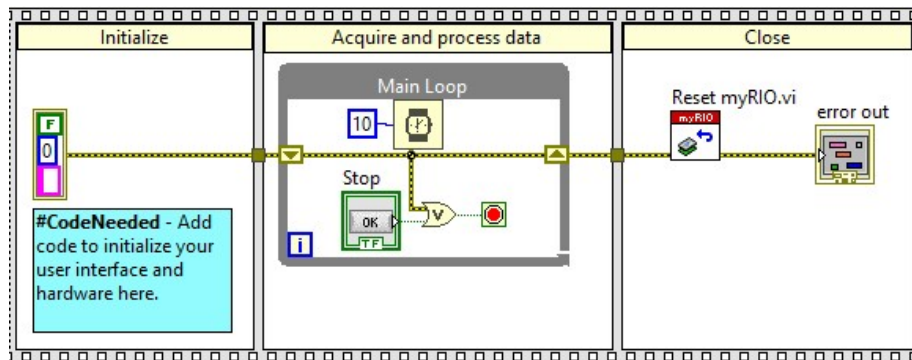 Initialize
Acquire and process data
Close
Main Loop
10
F
0
Stop
OK
TF
i
V
Reset myRIO.vi
myRIO
error out
#CodeNeeded - Add
code to initialize your
user interface and
hardware here.